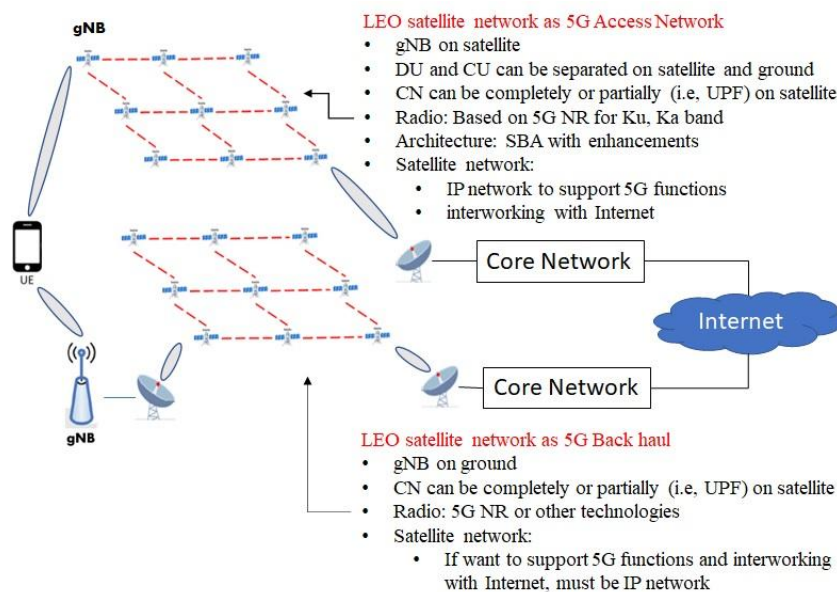 LEO satellite network as 5G Access Network
gNB
• gNB on satellite
• DU and CU can be separated on satellite and ground
• CN can be completely or partially (i.e, UPF) on satellite
• Radio: Based on 5G NR for Ku, Ka band
• Architecture: SBA with enhancements
• Satellite network:
• IP network to support 5G functions
• interworking with Internet
UE
Core Network
Internet
Core Network
gNB
LEO satellite network as 5G Back haul
• gNB on ground
• CN can be completely or partially (i.e, UPF) on satellite
• Radio: 5G NR or other technologies
• Satellite network:
• If want to support 5G functions and interworking
with Internet, must be IP network